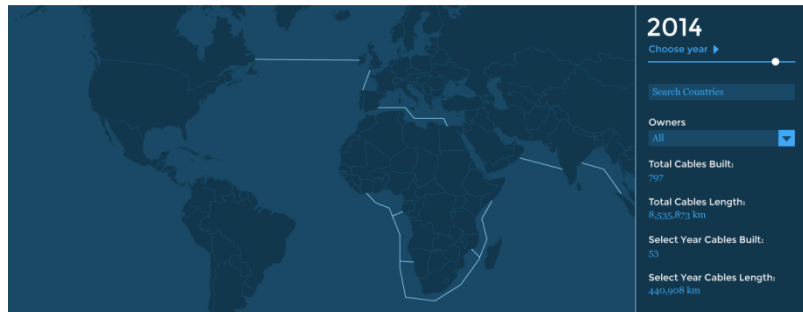 2014
Choose year
Search Countries
Owners
All
Total Cables Built:
797
Total Cables Length:
8,535,873 km
Select Year Cables Built:
53
Select Year Cables Length:
440,908 km